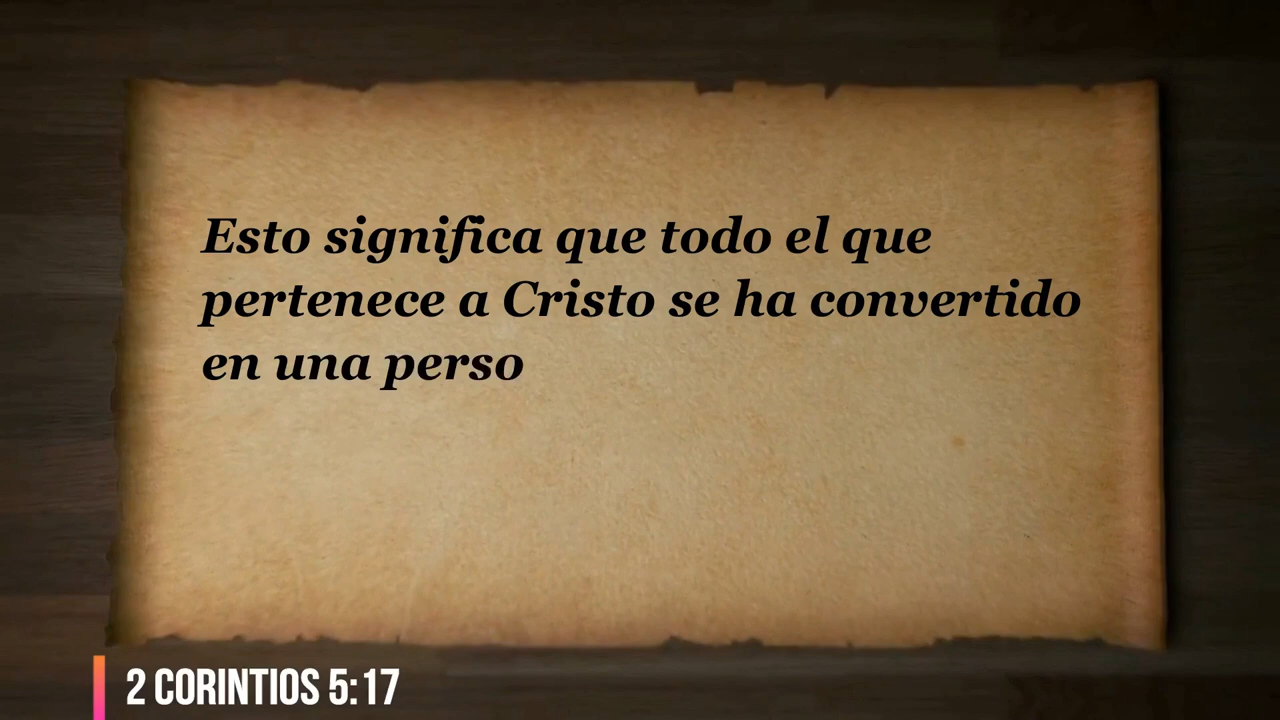 Esto significa que todo el que
pertenece a Cristo se ha convertido
en una perso
2 CORINTIOS 5:17